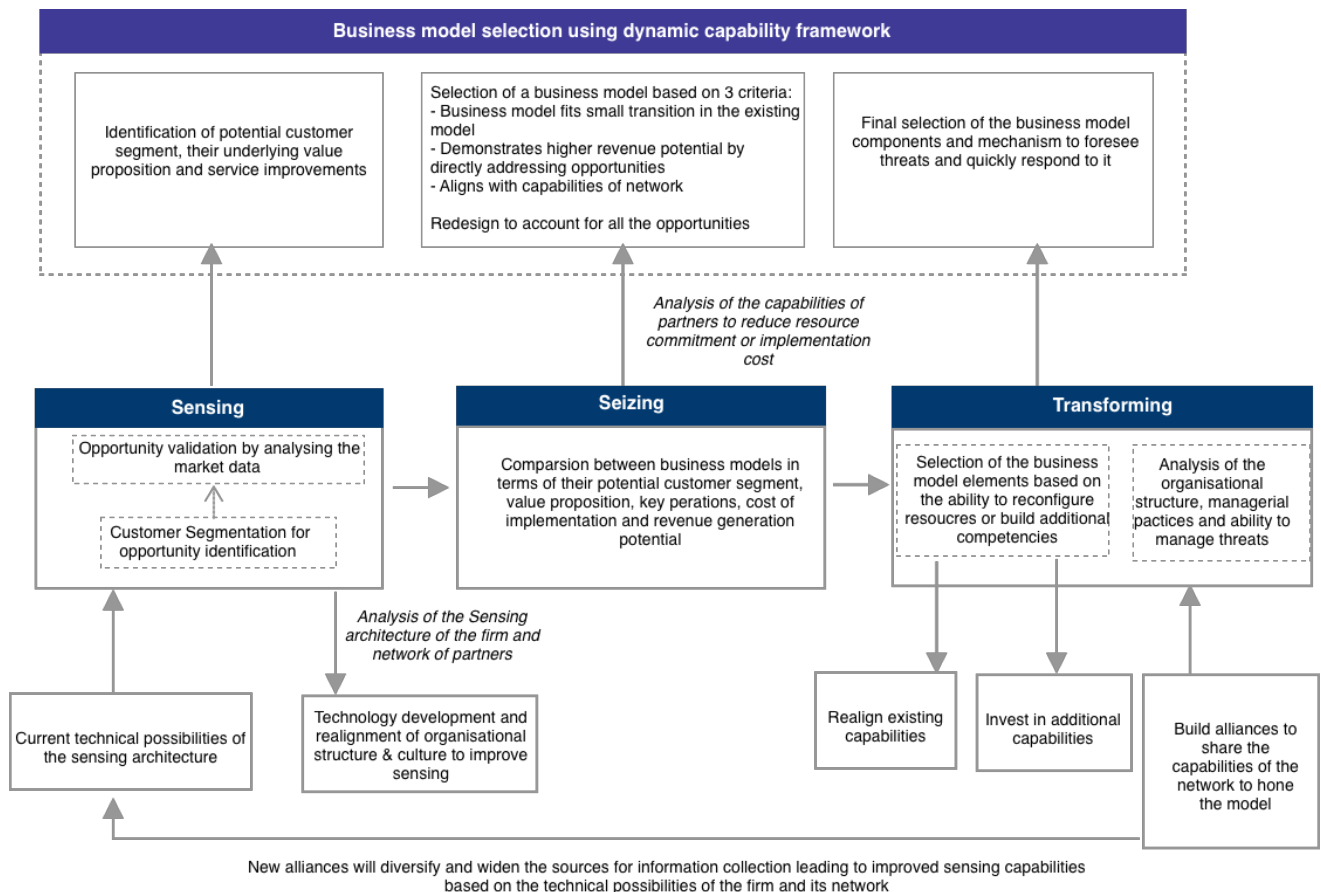 Business model selection using dynamic capability framework
Identification of potential customer
segment, their underlying value
proposition and service improvements
Selection of a business model based on 3 criteria:
- Business model fits small transition in the existing
model
- Demonstrates higher revenue potential by
directly addressing opportunities
- Aligns with capabilities of network
Redesign to account for all the opportunities
Final selection of the business model
components and mechanism to foresee
threats and quickly respond to it
Analysis of the capabilities of
partners to reduce resource
commitment or implementation
cost
Sensing
Opportunity validation by analysing the
market data
Customer Segmentation for
opportunity identification
Seizing
Comparsion between business models in
terms of their potential customer segment,
value proposition, key perations, cost of
implementation and revenue generation
potential
Transforming
Selection of the business
model elements based on
the ability to reconfigure
resoucres or build additional
competencies
Analysis of the
organisational
structure, managerial
pactices and ability to
manage threats
Analysis of the Sensing
architecture of the firm and
network of partners
Current technical possibilities of
the sensing architecture
Technology development and
realignment of organisational
structure & culture to improve
sensing
Realign existing
capabilities
Invest in additional
capabilities
Build alliances to
share the
capabilities of the
network to hone
the model
New alliances will diversify and widen the sources for information collection leading to improved sensing capabilities
based on the technical possibilities of the firm and its network